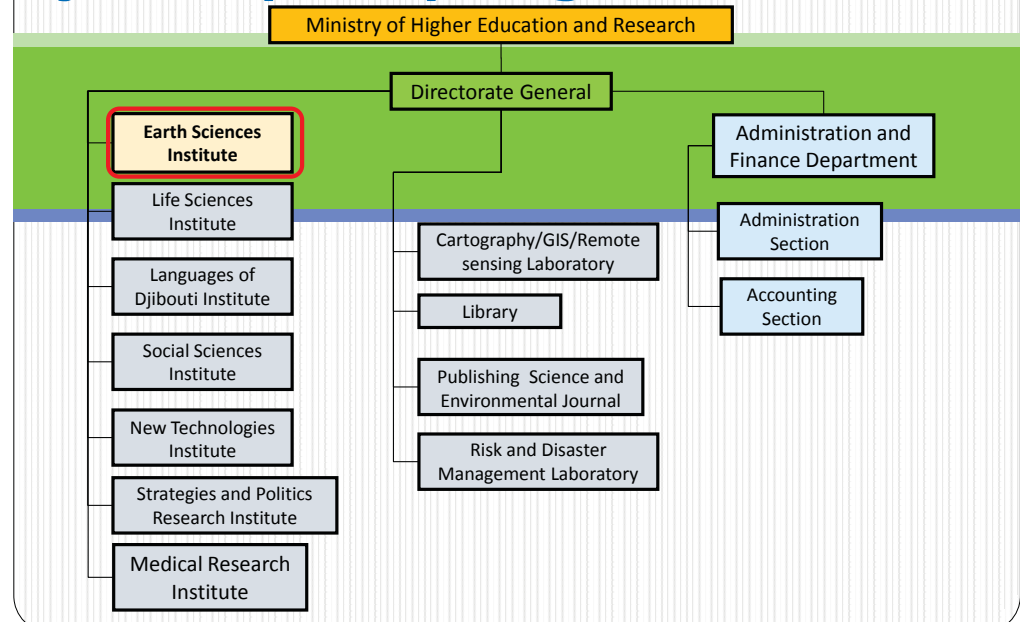 Ministry of Higher Education and Research
Directorate General
Earth Sciences
Institute
Life Sciences
Institute
Languages of
Djibouti Institute
Social Sciences
Institute
New Technologies
Institute
Strategies and Politics
Research Institute
Medical Research
Institute
Cartography/GIS/Remote
sensing Laboratory
Library
Publishing Science and
Environmental Journal
Risk and Disaster
Management Laboratory
Administration and
Finance Department
Administration
Section
Accounting
Section